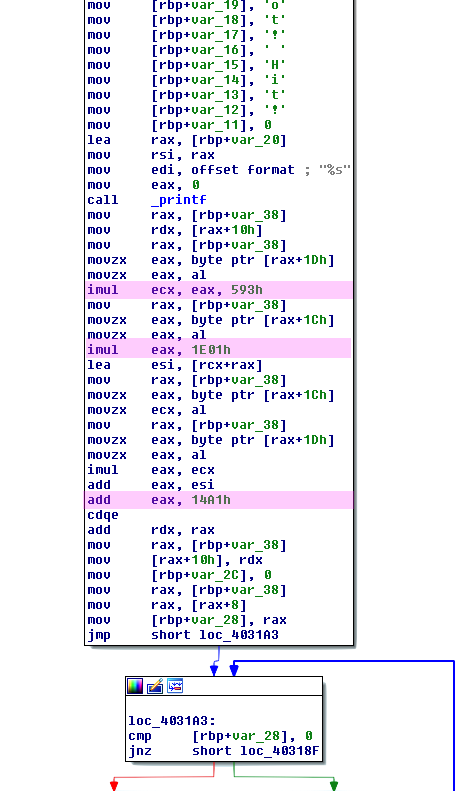 mov [rbp+var_19], 'o'
mov [rbp+var_18], 't'
mov [rbp+var_17], '!'
mov [rbp+var_16], ' '
mov [rbp+var_15], 'H'
mov [rbp+var_14], 'i'
mov [rbp+var_13], 't'
mov [rbp+var_12], '!'
mov [rbp+var_11], 0
lea rax, [rbp+var_20]
mov rsi, rax
mov edi, offset format ; "%s"
mov eax, 0
call _printf
mov rax, [rbp+var_38]
mov rdx, [rax+10h]
mov rax, [rbp+var_38]
movzx eax, byte ptr [rax+1Dh]
movzx eax, al
imul ecx, eax, 593h
mov rax, [rbp+var_38]
movzx eax, byte ptr [rax+1Ch]
movzx eax, al
imul eax, 1E01h
lea esi, [rcx+rax]
mov rax, [rbp+var_38]
movzx eax, byte ptr [rax+1Ch]
movzx ecx, al
mov rax, [rbp+var_38]
movzx eax, byte ptr [rax+1Dh]
movzx eax, al
imul eax, ecx
add eax, esi
add eax, 14A1h
cdqe
add rdx, rax
mov rax, [rbp+var_38]
mov [rax+10h], rdx
mov [rbp+var_2C], 0
mov rax, [rbp+var_38]
mov rax, [rax+8]
mov [rbp+var_28], rax
jmp short loc_4031A3
loc_4031A3:
cmp [rbp+var_28], 0
jnz short loc_40318F